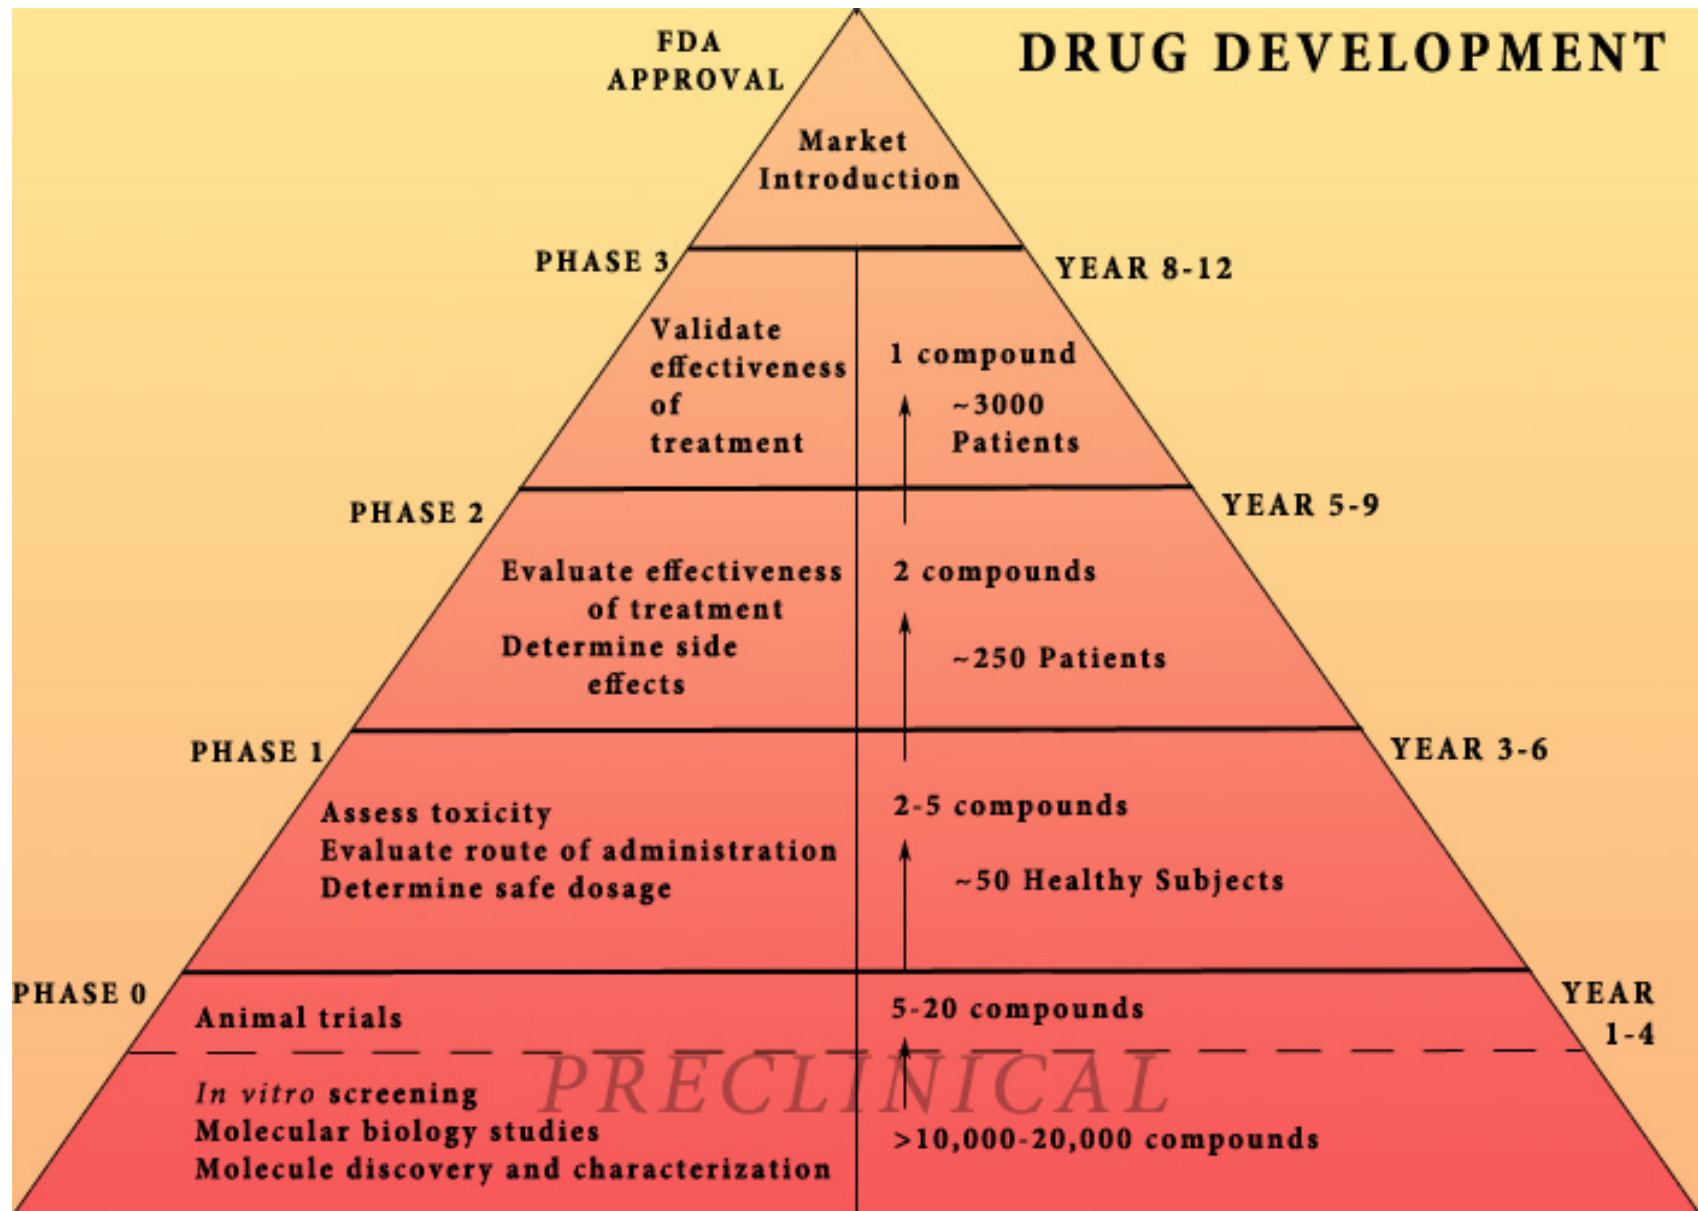 DRUG DEVELOPMENT
FDA
APPROVAL
Market
Introduction
PHASE 3
YEAR 8-12
Validate
effectiveness
of
treatment
1 compound
~3000
Patients
PHASE 2
YEAR 5-9
Evaluate effectiveness
of treatment
Determine side
effects
2 compounds
~250 Patients
PHASE 1
YEAR 3-6
Assess toxicity
Evaluate route of administration
Determine safe dosage
2-5 compounds
~50 Healthy Subjects
PHASE 0
YEAR
1-4
Animal trials
5-20 compounds
PRECLINICAL
In vitro screening
Molecular biology studies
Molecule discovery and characterization
>10,000-20,000 compounds